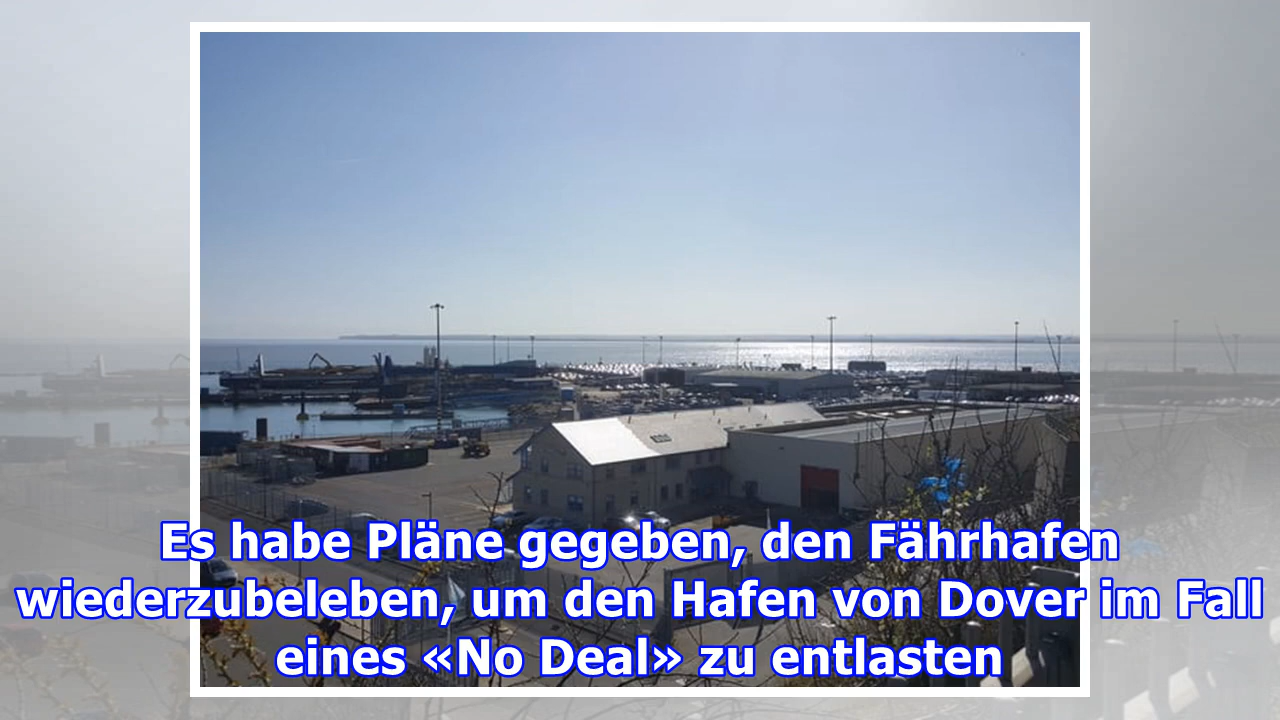 Es habe Pläne gegeben, den Fährhafen
wiederzubeleben, um den Hafen von Dover im Fall
eines «No Deal» zu entlasten